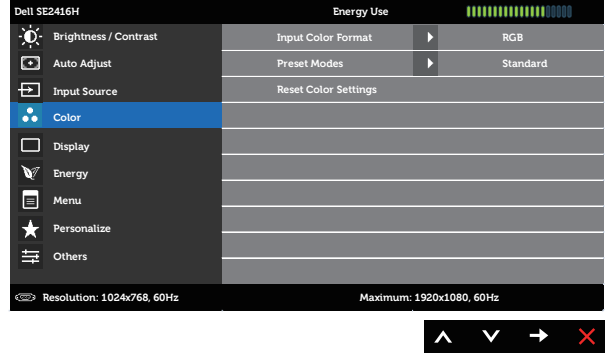 Dell SE2416H Energy Use
Brightness / Contrast Input Color Format RGB
Auto Adjust Preset Modes Standard
Input Source Reset Color Settings
Color
Display
Energy
Menu
Personalize
Others
Resolution: 1024x768, 60Hz Maximum: 1920x1080, 60Hz